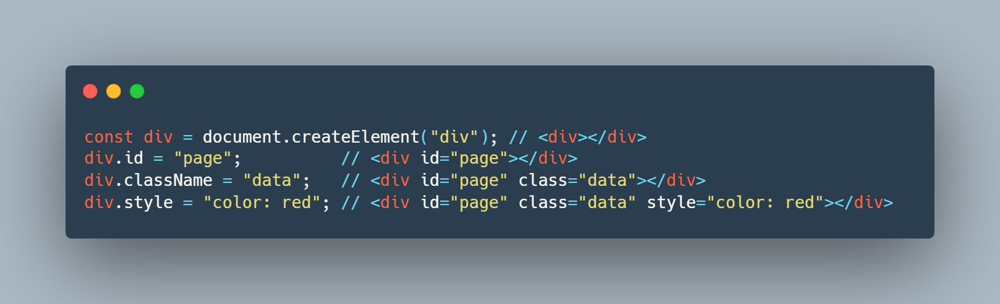 const div = document.createElement("div"); // <div></div>
div.id = "page";          // <div id="page"></div>
div.className = "data";   // <div id="page" class="data"></div>
div.style = "color: red"; // <div id="page" class="data" style="color: red"></div>